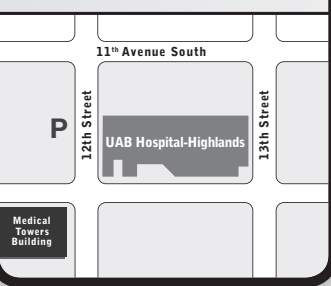 11th Avenue South
12th Street
13th Street
P
UAB Hospital-Highlands
Medical
Towers
Building